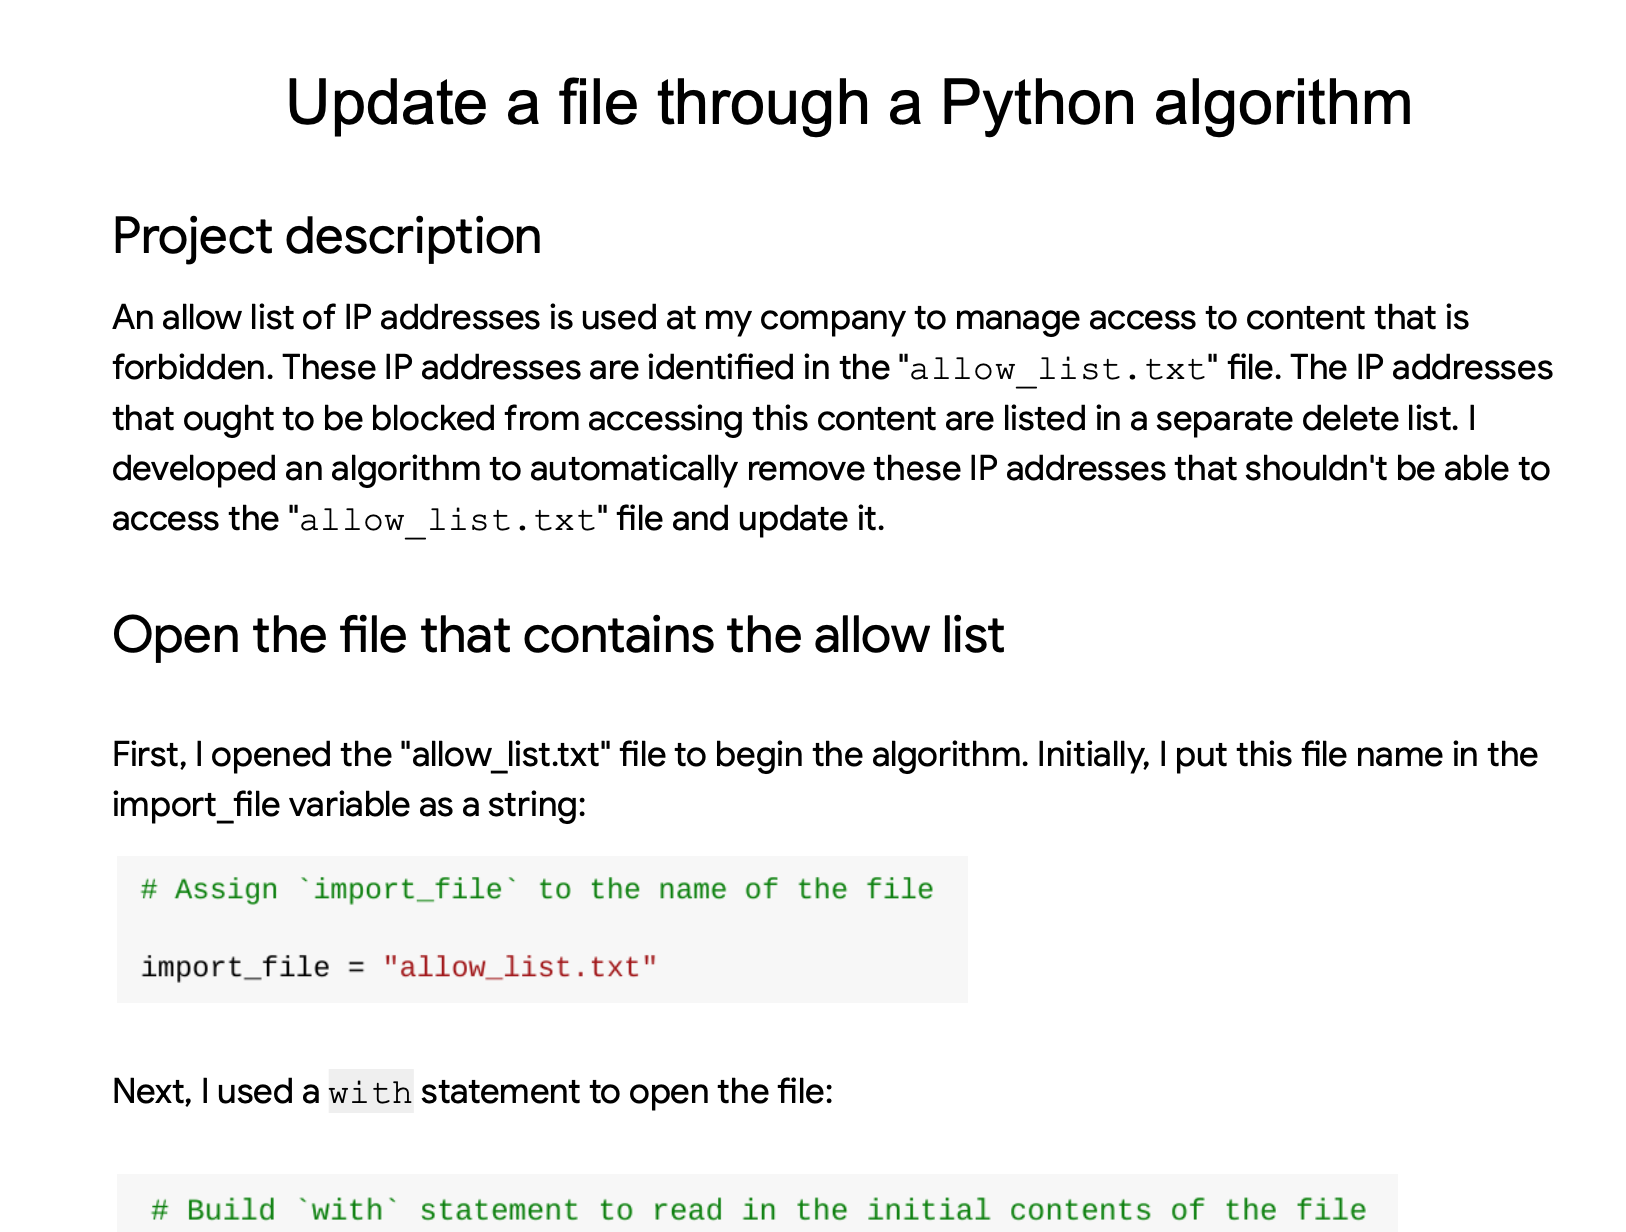 Update a file through a Python algorithm
Project description
An allow list of IP addresses is used at my company to manage access to content that is
forbidden. These IP addresses are identified in the "allow_list.txt" file. The IP addresses
that ought to be blocked from accessing this content are listed in a separate delete list. I
developed an algorithm to automatically remove these IP addresses that shouldn't be able to
access the "allow_list.txt" file and update it.
Open the file that contains the allow list
First, I opened the "allow_list.txt" file to begin the algorithm. Initially, I put this file name in the
import_file variable as a string:
# Assign `import_file` to the name of the file
import_file = "allow_list.txt"
Next, I used a with statement to open the file:
# Build `with` statement to read in the initial contents of the file